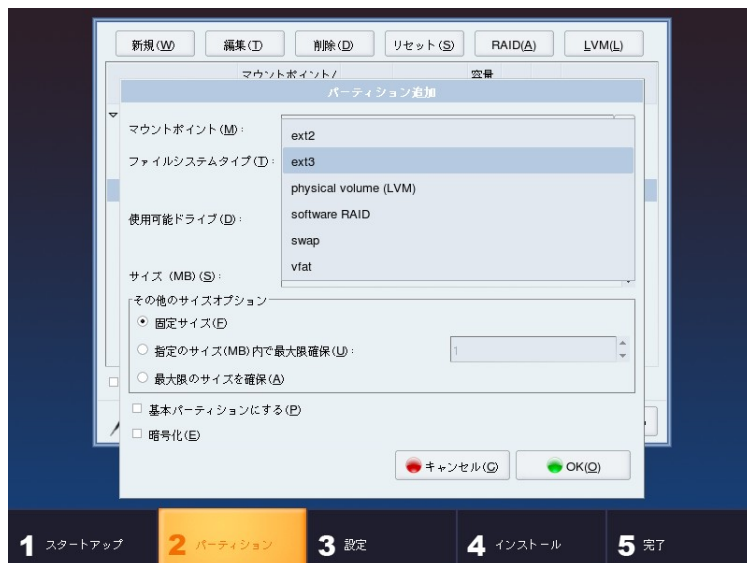 新規(W) 編集(T) 削除(D) リセット(S) RAID(A) LVM(L)
マウントポイント/ 容量
パーティション追加
マウントポイント(M):
ext2
ファイルシステムタイプ(T):
ext3
physical volume (LVM)
使用可能ドライブ(D):
software RAID
swap
vfat
サイズ (MB)(S):
その他のサイズオプション
固定サイズ(F)
指定のサイズ(MB)内で最大限確保(U): 1
最大限のサイズを確保(A)
基本パーティションにする(P)
暗号化(E)
キャンセル(C) OK(O)
1 スタートアップ 2 パーティション 3 設定 4 インストール 5 完了